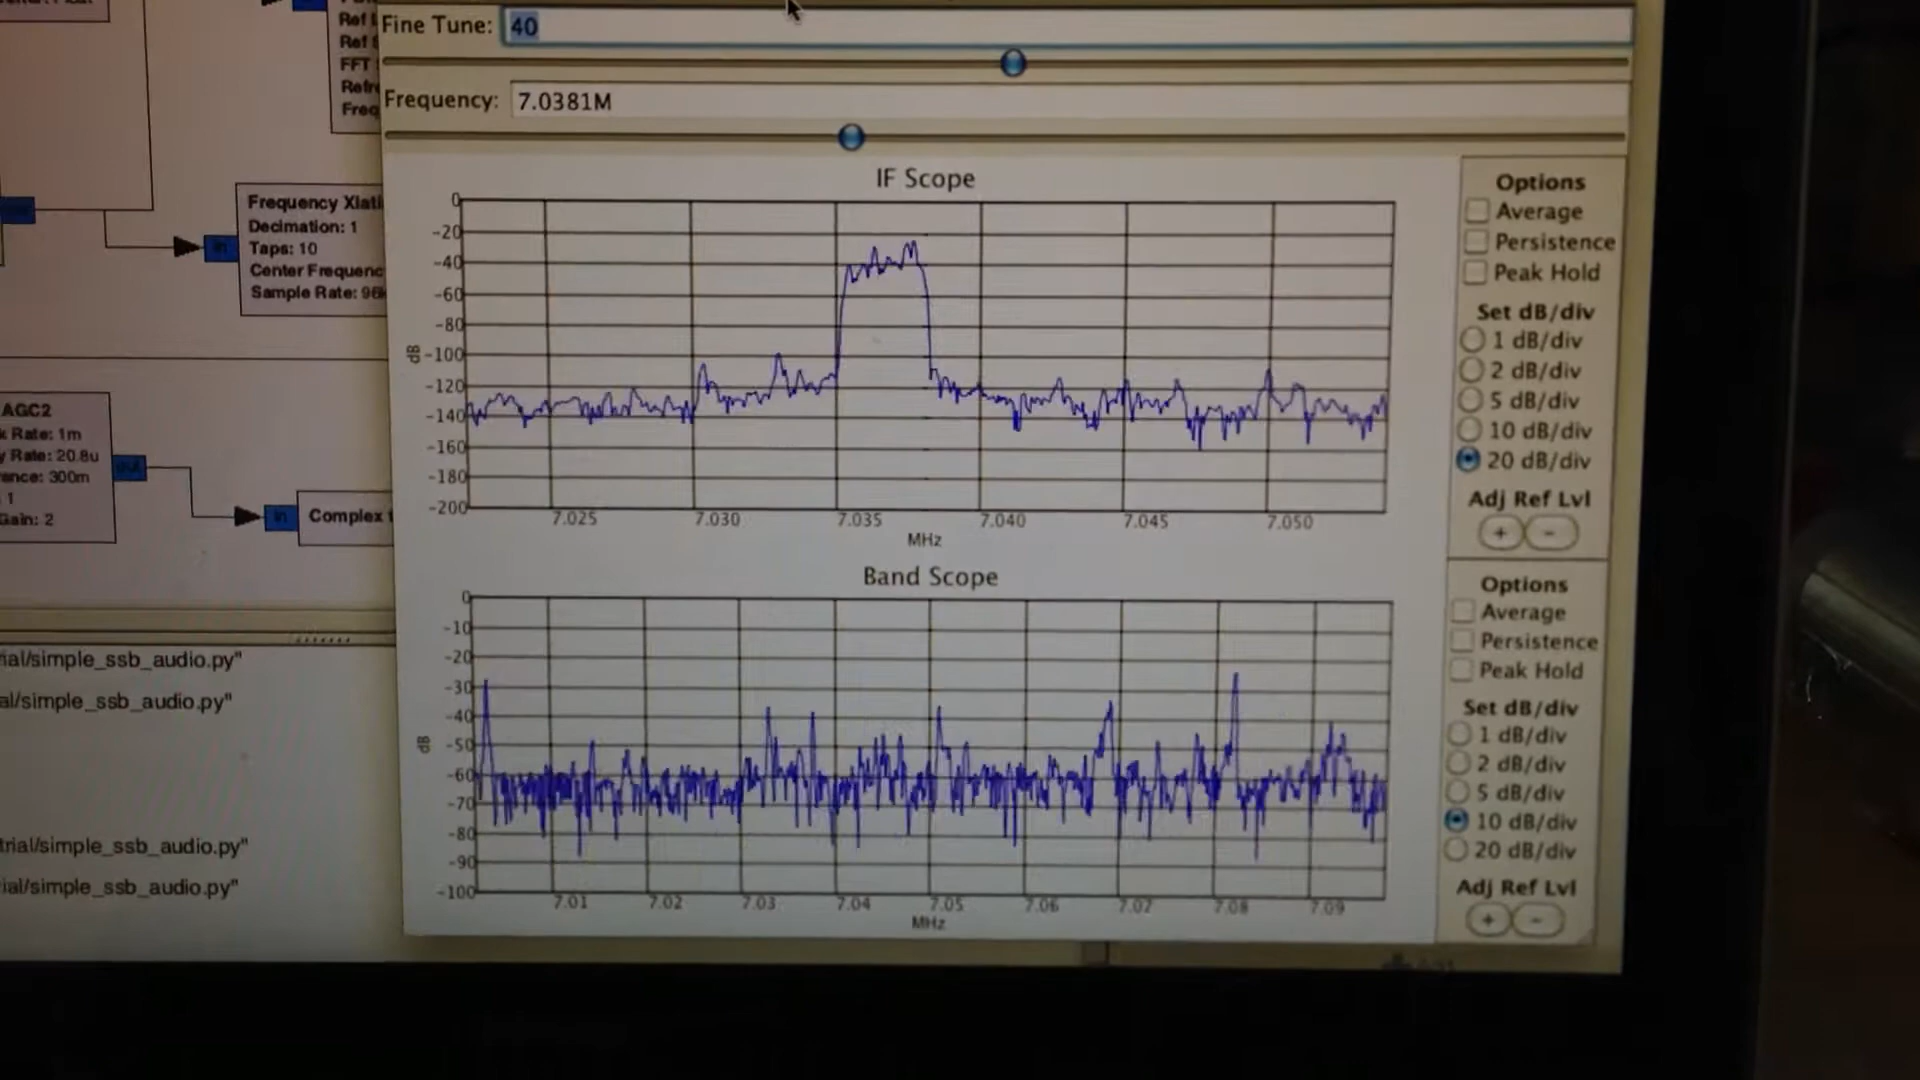 Ref
Ref
FFT
Refre
Freq
Fine Tune: 40
Frequency: 7.0381M
Frequency Xlati
Decimation: 1
Taps: 10
Center Frequenc
Sample Rate: 96k
in
AGC2
k Rate: 1m
y Rate: 20.8u
ence: 300m
1
Gain: 2
out
in
Complex t
ial/simple_ssb_audio.py"
al/simple_ssb_audio.py"
trial/simple_ssb_audio.py"
ial/simple_ssb_audio.py"
IF Scope
0
-20
-40
-60
-80
-100
-120
-140
-160
-180
-200
dB
7.025 7.030 7.035 7.040 7.045 7.050
MHz
Options
Average
Persistence
Peak Hold
Set dB/div
1 dB/div
2 dB/div
5 dB/div
10 dB/div
20 dB/div
Adj Ref Lvl
+ -
Band Scope
0
-10
-20
-30
-40
-50
-60
-70
-80
-90
-100
dB
7.01 7.02 7.03 7.04 7.05 7.06 7.07 7.08 7.09
MHz
Options
Average
Persistence
Peak Hold
Set dB/div
1 dB/div
2 dB/div
5 dB/div
10 dB/div
20 dB/div
Adj Ref Lvl
+ -